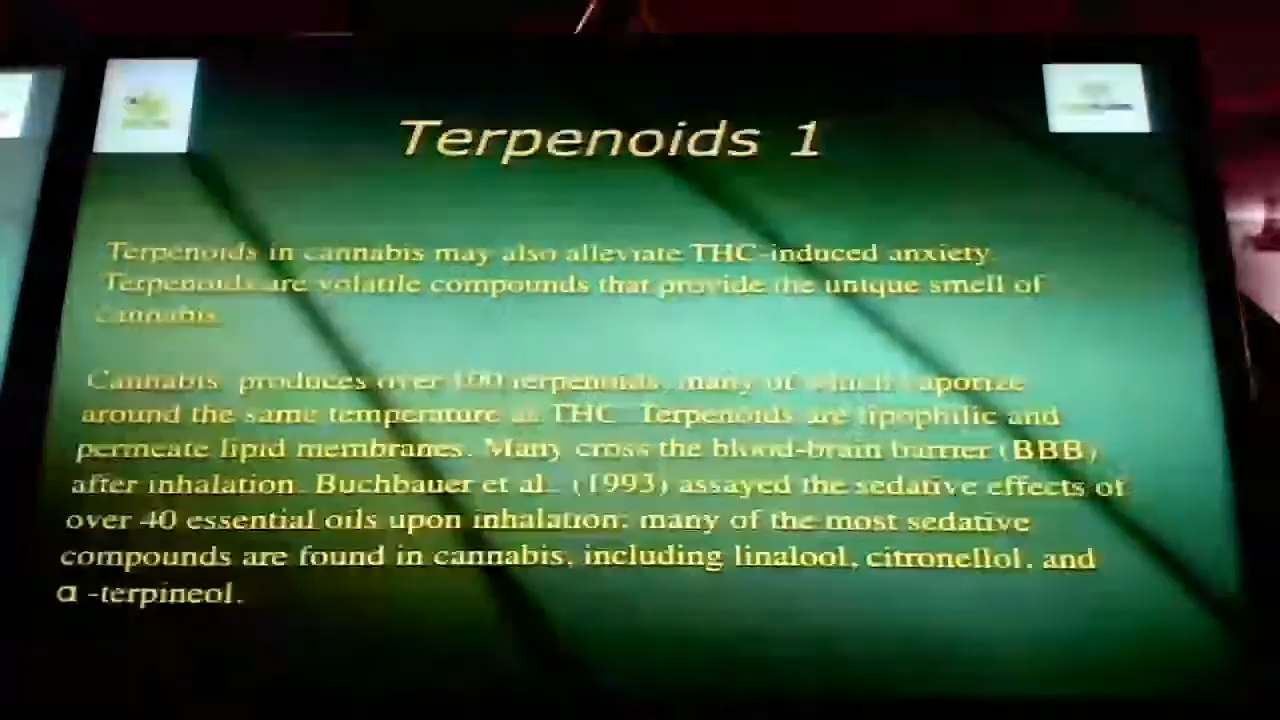 Terpenoids 1
Terpenoids in cannabis may also alleviate THC-induced anxiety.
Terpenoids are volatile compounds that provide the unique smell of
cannabis.
Cannabis produces over 100 terpenoids, many of which vaporize
around the same temperature as THC. Terpenoids are lipophilic and
permeate lipid membranes. Many cross the blood-brain barrier (BBB)
after inhalation. Buchbauer et al. (1993) assayed the sedative effects of
over 40 essential oils upon inhalation; many of the most sedative
compounds are found in cannabis, including linalool, citronellol, and
α -terpineol.